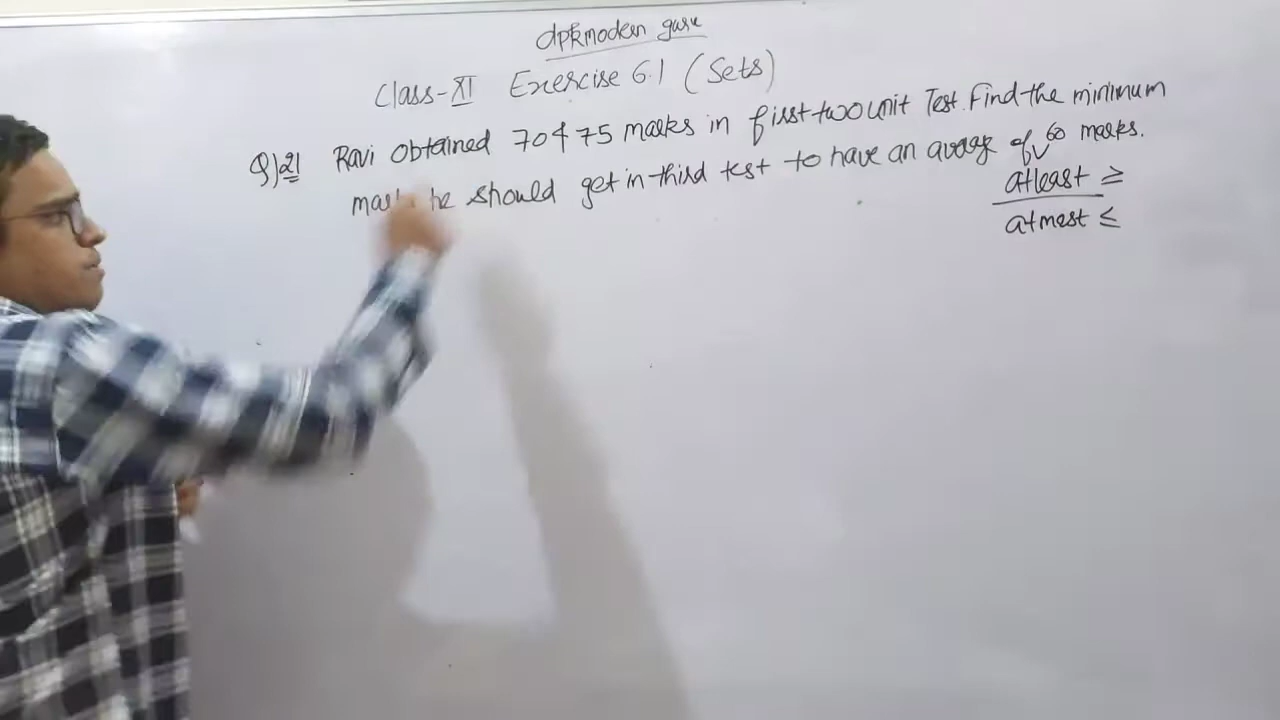 dpkmodern guru
Class-XI Exercise 6.1 (Sets)
Q)21 Ravi obtained 70 & 75 marks in first two unit Test. Find the minimum
he should get in third test to have an average of 60 marks.
atleast ≥
atmost ≤